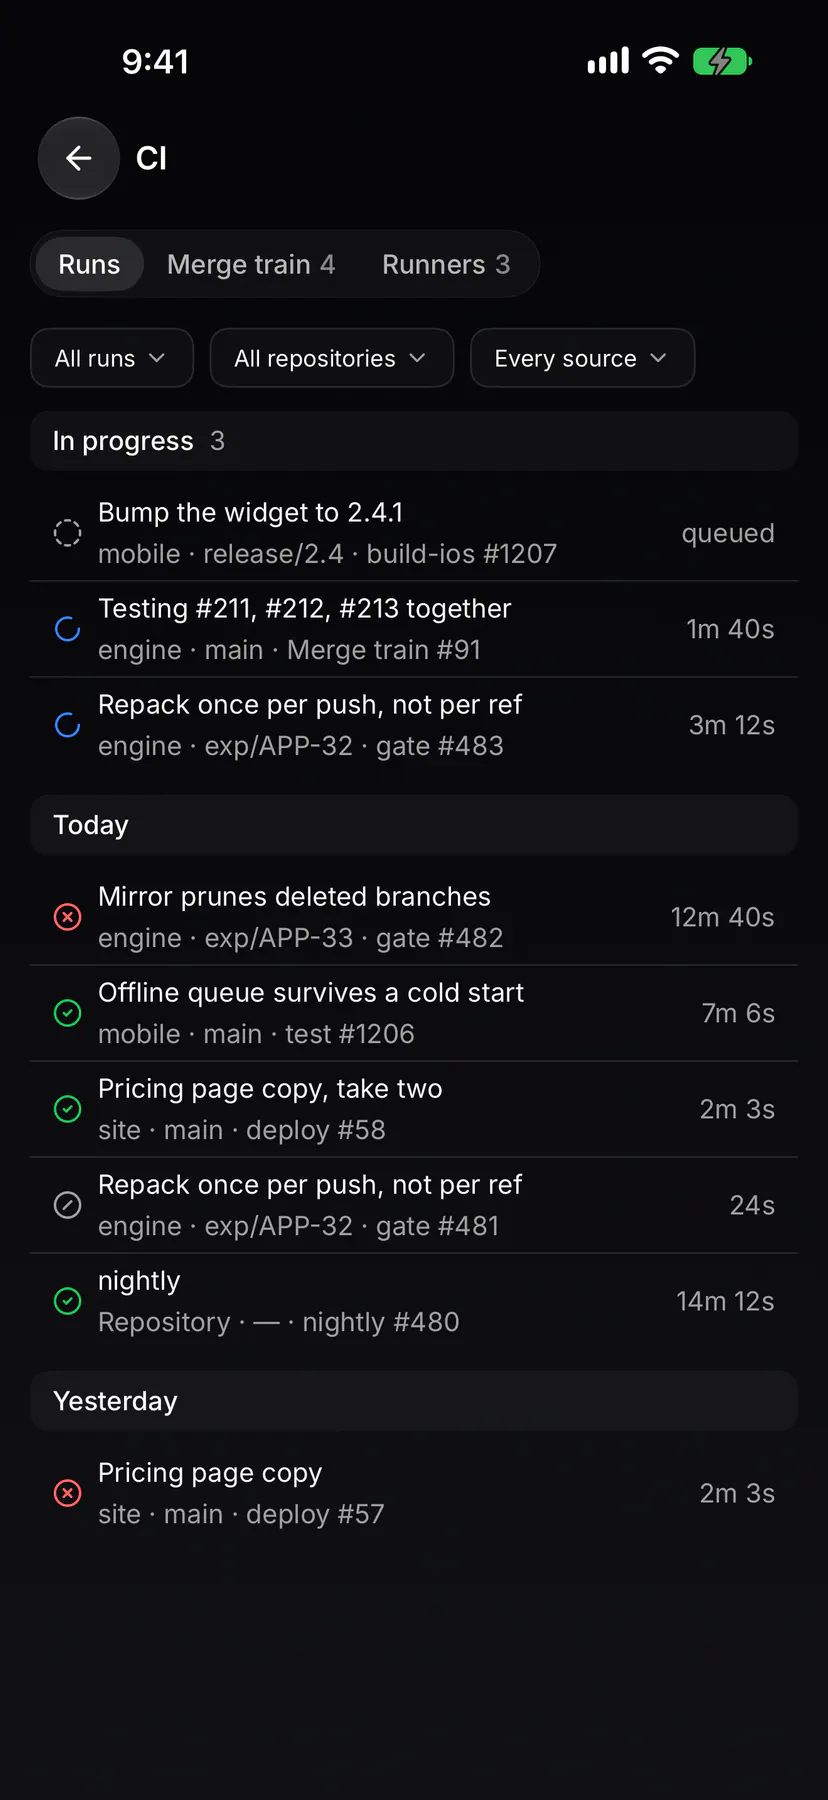 9:41
CI
Runs
Merge train 4
Runners 3
All runs
All repositories
Every source
In progress 3
Bump the widget to 2.4.1
mobile · release/2.4 · build-ios #1207
queued
Testing #211, #212, #213 together
engine · main · Merge train #91
1m 40s
Repack once per push, not per ref
engine · exp/APP-32 · gate #483
3m 12s
Today
Mirror prunes deleted branches
engine · exp/APP-33 · gate #482
12m 40s
Offline queue survives a cold start
mobile · main · test #1206
7m 6s
Pricing page copy, take two
site · main · deploy #58
2m 3s
Repack once per push, not per ref
engine · exp/APP-32 · gate #481
24s
nightly
Repository · — · nightly #480
14m 12s
Yesterday
Pricing page copy
site · main · deploy #57
2m 3s